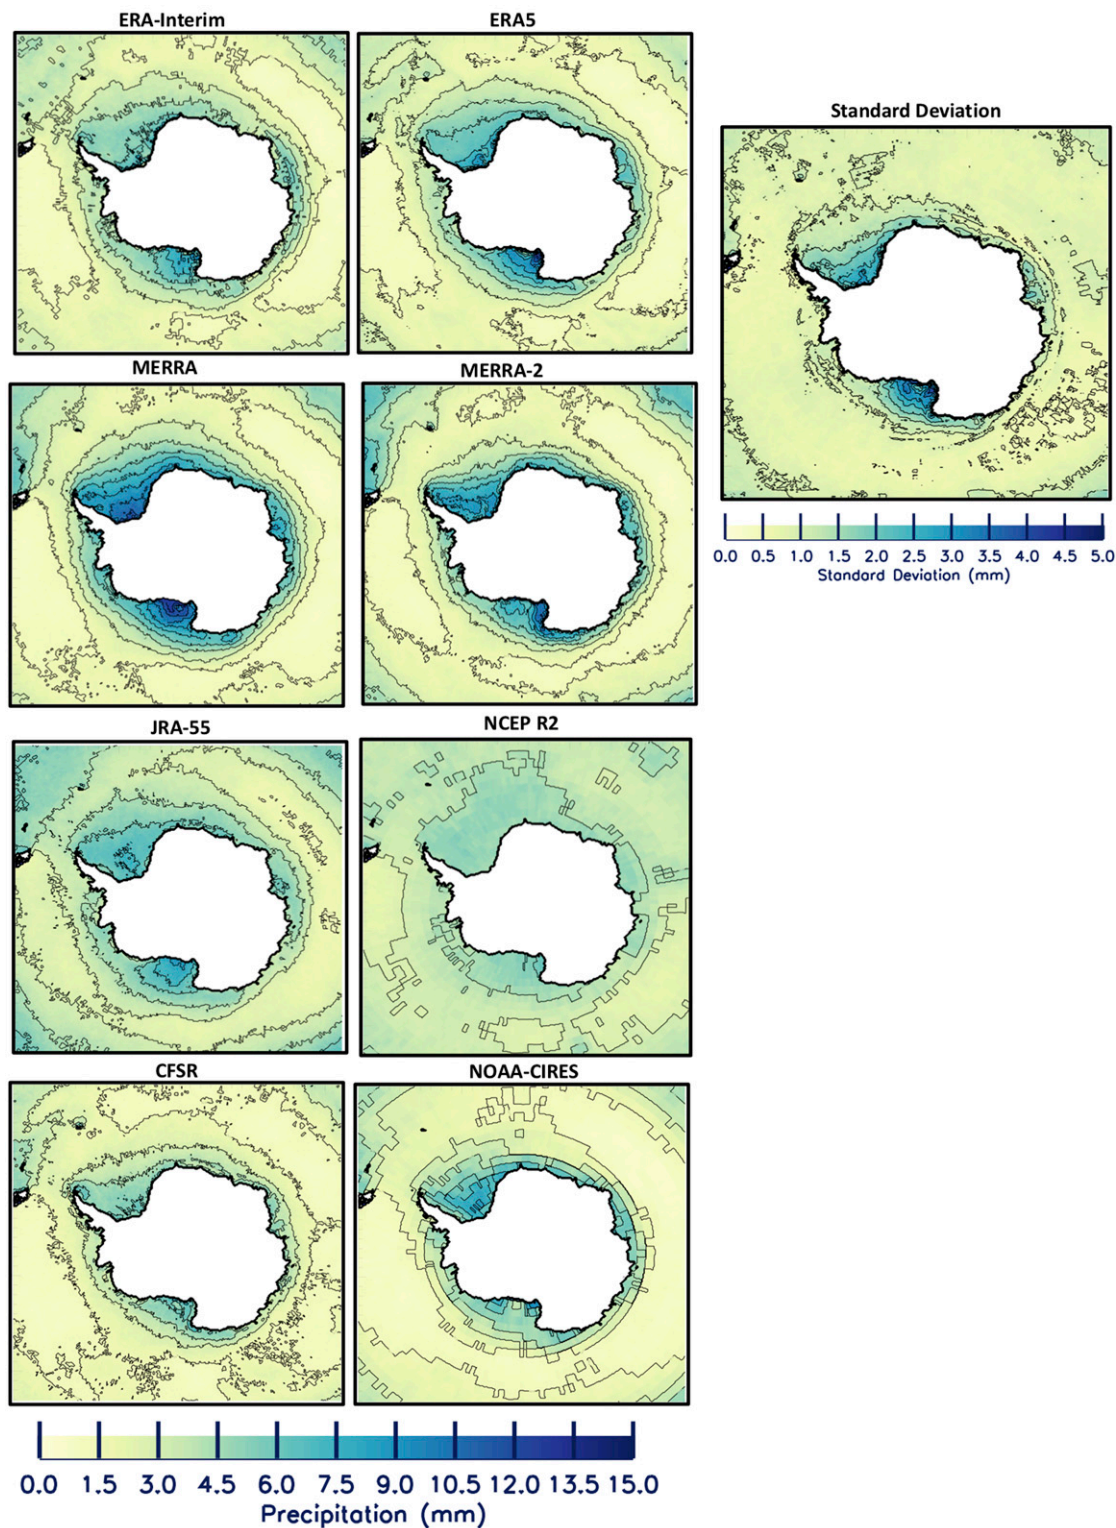 ERA-Interim
ERA5
Standard Deviation
MERRA
MERRA-2
0.0 0.5 1.0 1.5 2.0 2.5 3.0 3.5 4.0 4.5 5.0
Standard Deviation (mm)
JRA-55
NCEP R2
CFSR
NOAA-CIRES
0.0 1.5 3.0 4.5 6.0 7.5 9.0 10.5 12.0 13.5 15.0
Precipitation (mm)